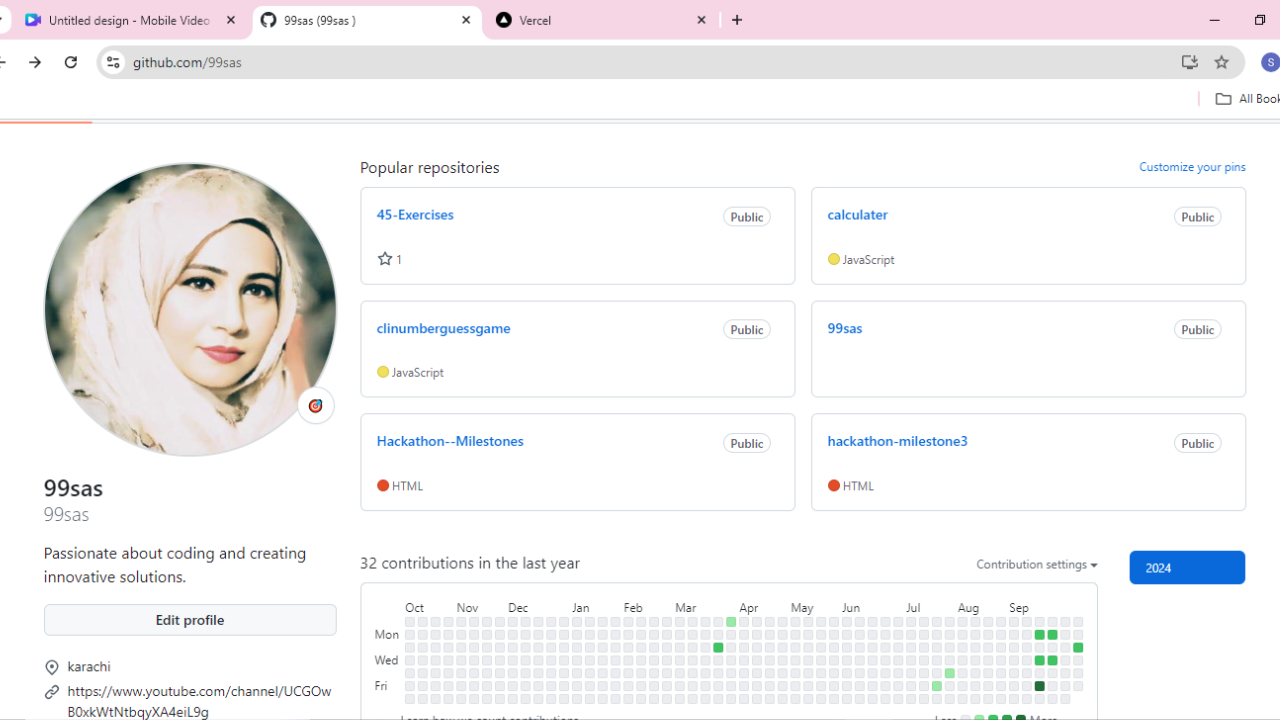 Untitled design - Mobile Video
99sas (99sas )
Vercel
github.com/99sas
S
All Book
Popular repositories
Customize your pins
45-Exercises
Public
1
calculater
Public
JavaScript
clinumberguessgame
Public
JavaScript
99sas
Public
Hackathon--Milestones
Public
HTML
hackathon-milestone3
Public
HTML
99sas
99sas
Passionate about coding and creating
innovative solutions.
Edit profile
karachi
https://www.youtube.com/channel/UCGOw
B0xkWtNtbqyXA4eiL9g
32 contributions in the last year
Contribution settings
2024
Oct Nov Dec Jan Feb Mar Apr May Jun Jul Aug Sep
Mon
Wed
Fri
Learn how we count contributions
Less
More